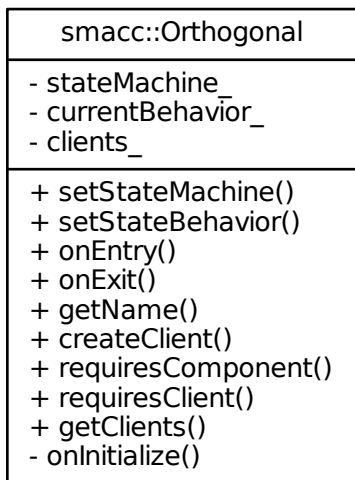 smacc::Orthogonal
- stateMachine_
- currentBehavior_
- clients_
+ setStateMachine()
+ setStateBehavior()
+ onEntry()
+ onExit()
+ getName()
+ createClient()
+ requiresComponent()
+ requiresClient()
+ getClients()
- onInitialize()